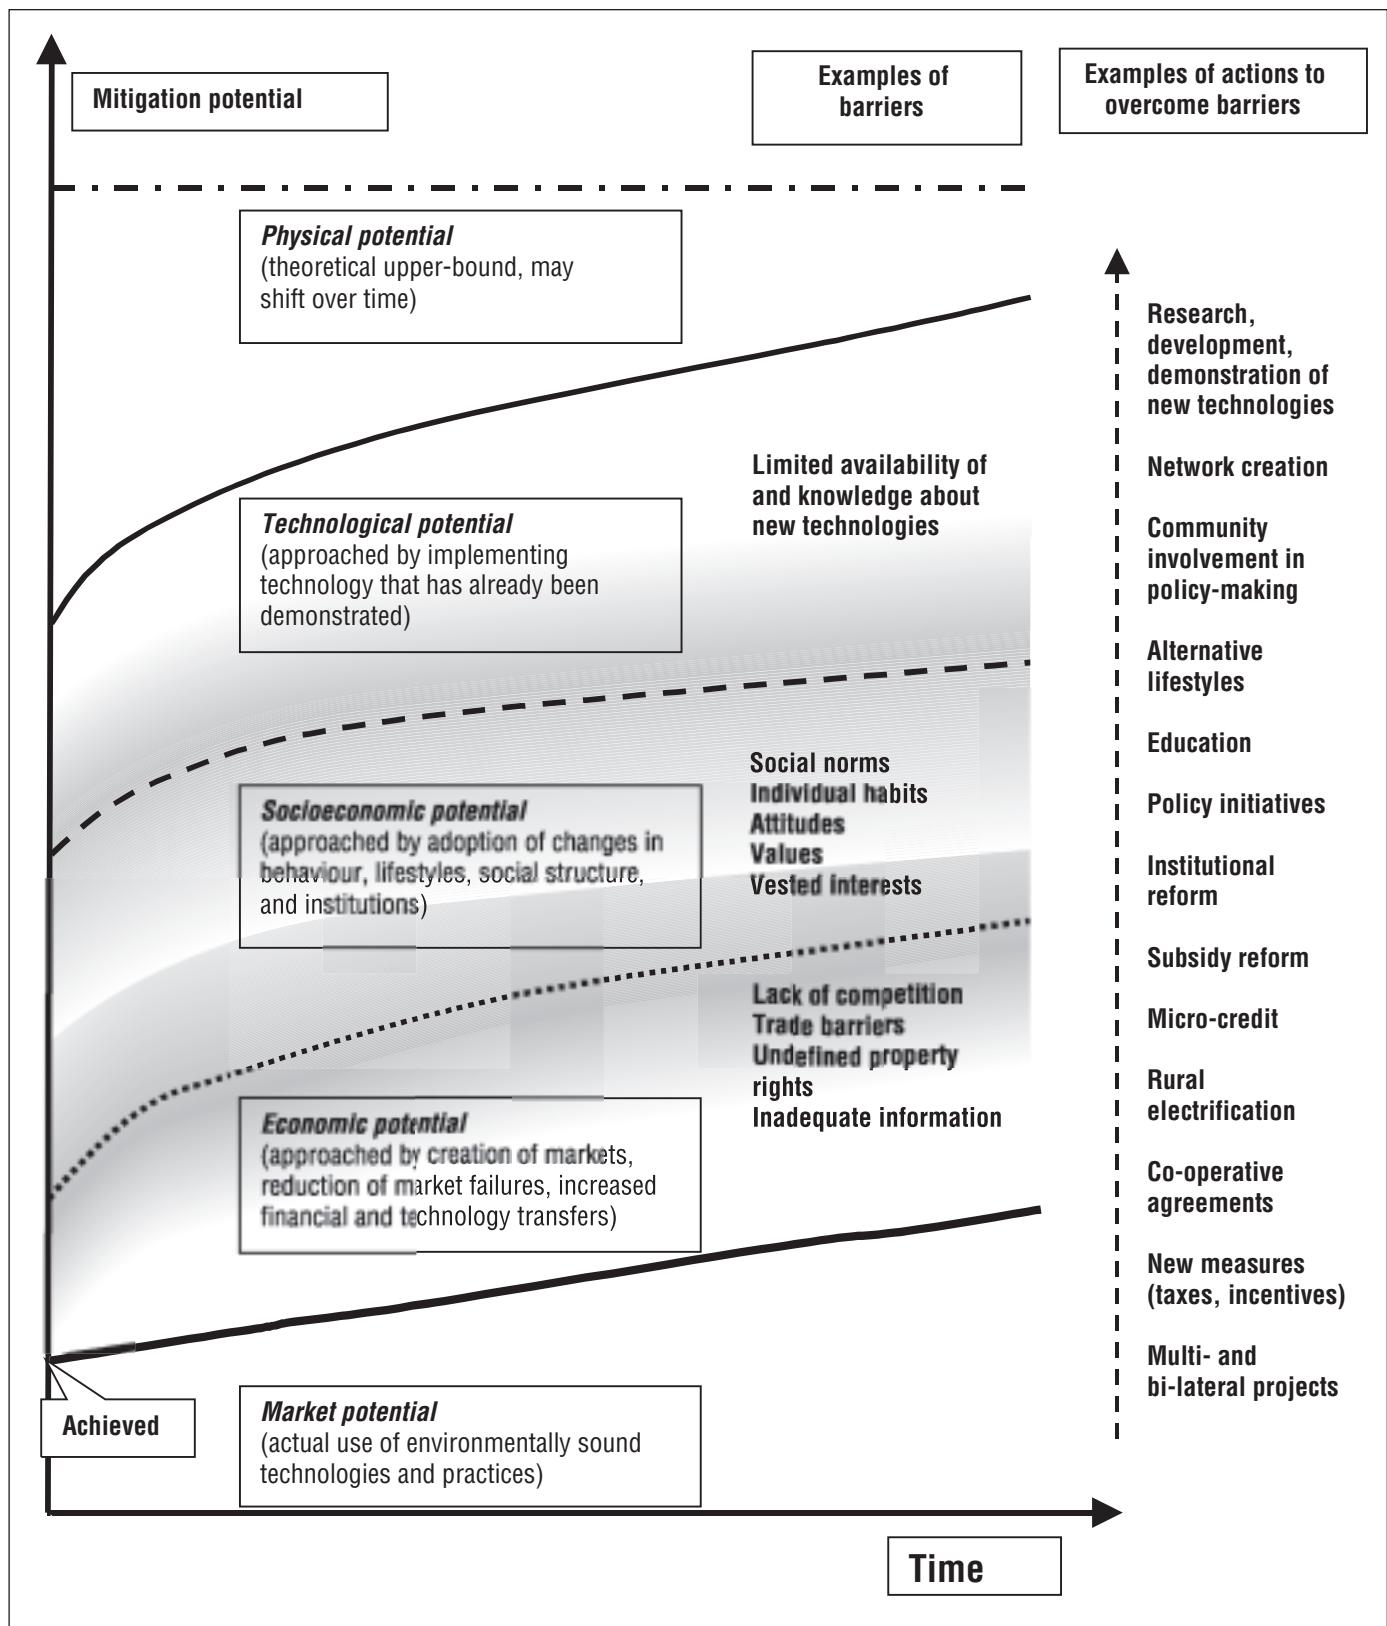 Mitigation potential
Examples of
barriers
Examples of actions to
overcome barriers
Physical potential
(theoretical upper-bound, may
shift over time)
Technological potential
(approached by implementing
technology that has already been
demonstrated)
Socioeconomic potential
(approached by adoption of changes in
behaviour, lifestyles, social structure,
and institutions)
Economic potential
(approached by creation of markets,
reduction of market failures, increased
financial and technology transfers)
Achieved
Market potential
(actual use of environmentally sound
technologies and practices)
Limited availability of
and knowledge about
new technologies
Social norms
Individual habits
Attitudes
Values
Vested interests
Lack of competition
Trade barriers
Undefined property
rights
Inadequate information
Research,
development,
demonstration of
new technologies
Network creation
Community
involvement in
policy-making
Alternative
lifestyles
Education
Policy initiatives
Institutional
reform
Subsidy reform
Micro-credit
Rural
electrification
Co-operative
agreements
New measures
(taxes, incentives)
Multi- and
bi-lateral projects
Time